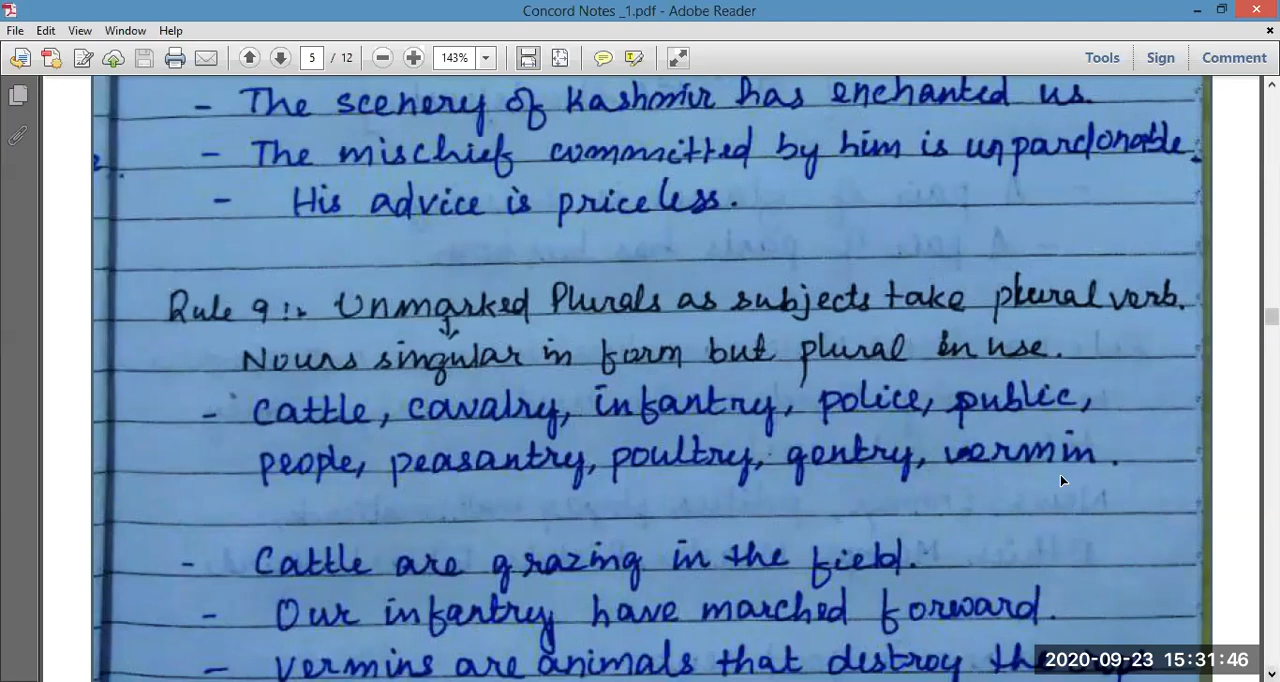 Concord Notes _1.pdf - Adobe Reader
File Edit View Window Help
5 / 12 143% Tools Sign Comment
- The scenery of Kashmir has enchanted us.
- The mischief committed by him is unpardonable.
- His advice is priceless.
Rule 9 :- Unmarked Plurals as subjects take plural verb.
Nouns singular in form but plural in use.
- Cattle, cavalry, infantry, police, public,
people, peasantry, poultry, gentry, vermin.
- Cattle are grazing in the field.
- Our infantry have marched forward.
- Vermins are animals that destroy
2020-09-23 15:31:46